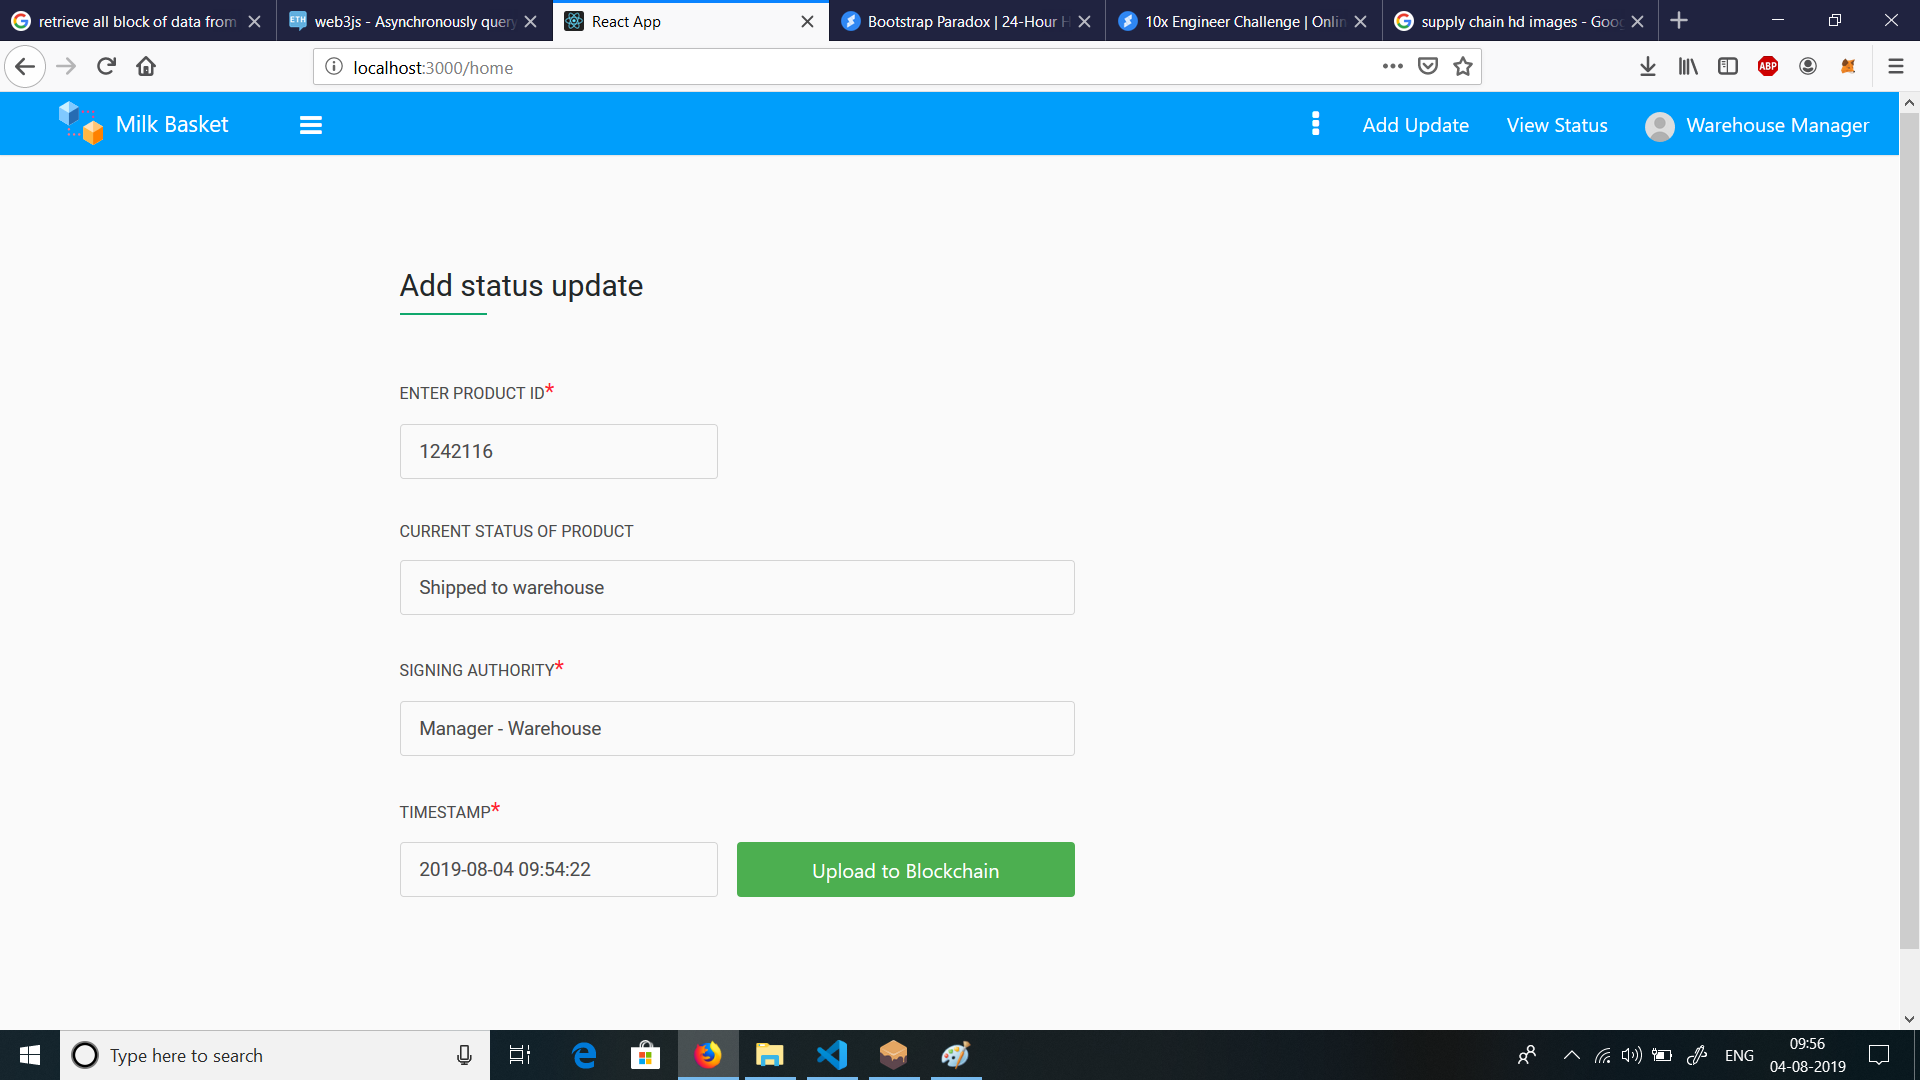 retrieve all block of data from
web3js - Asynchronously query
React App
Bootstrap Paradox | 24-Hour H
10x Engineer Challenge | Onlin
supply chain hd images - Goog
localhost:3000/home
ABP
Milk Basket
Add Update
View Status
Warehouse Manager
Add status update
ENTER PRODUCT ID*
1242116
CURRENT STATUS OF PRODUCT
Shipped to warehouse
SIGNING AUTHORITY*
Manager - Warehouse
TIMESTAMP*
2019-08-04 09:54:22
Upload to Blockchain
Type here to search
ENG
09:56
04-08-2019